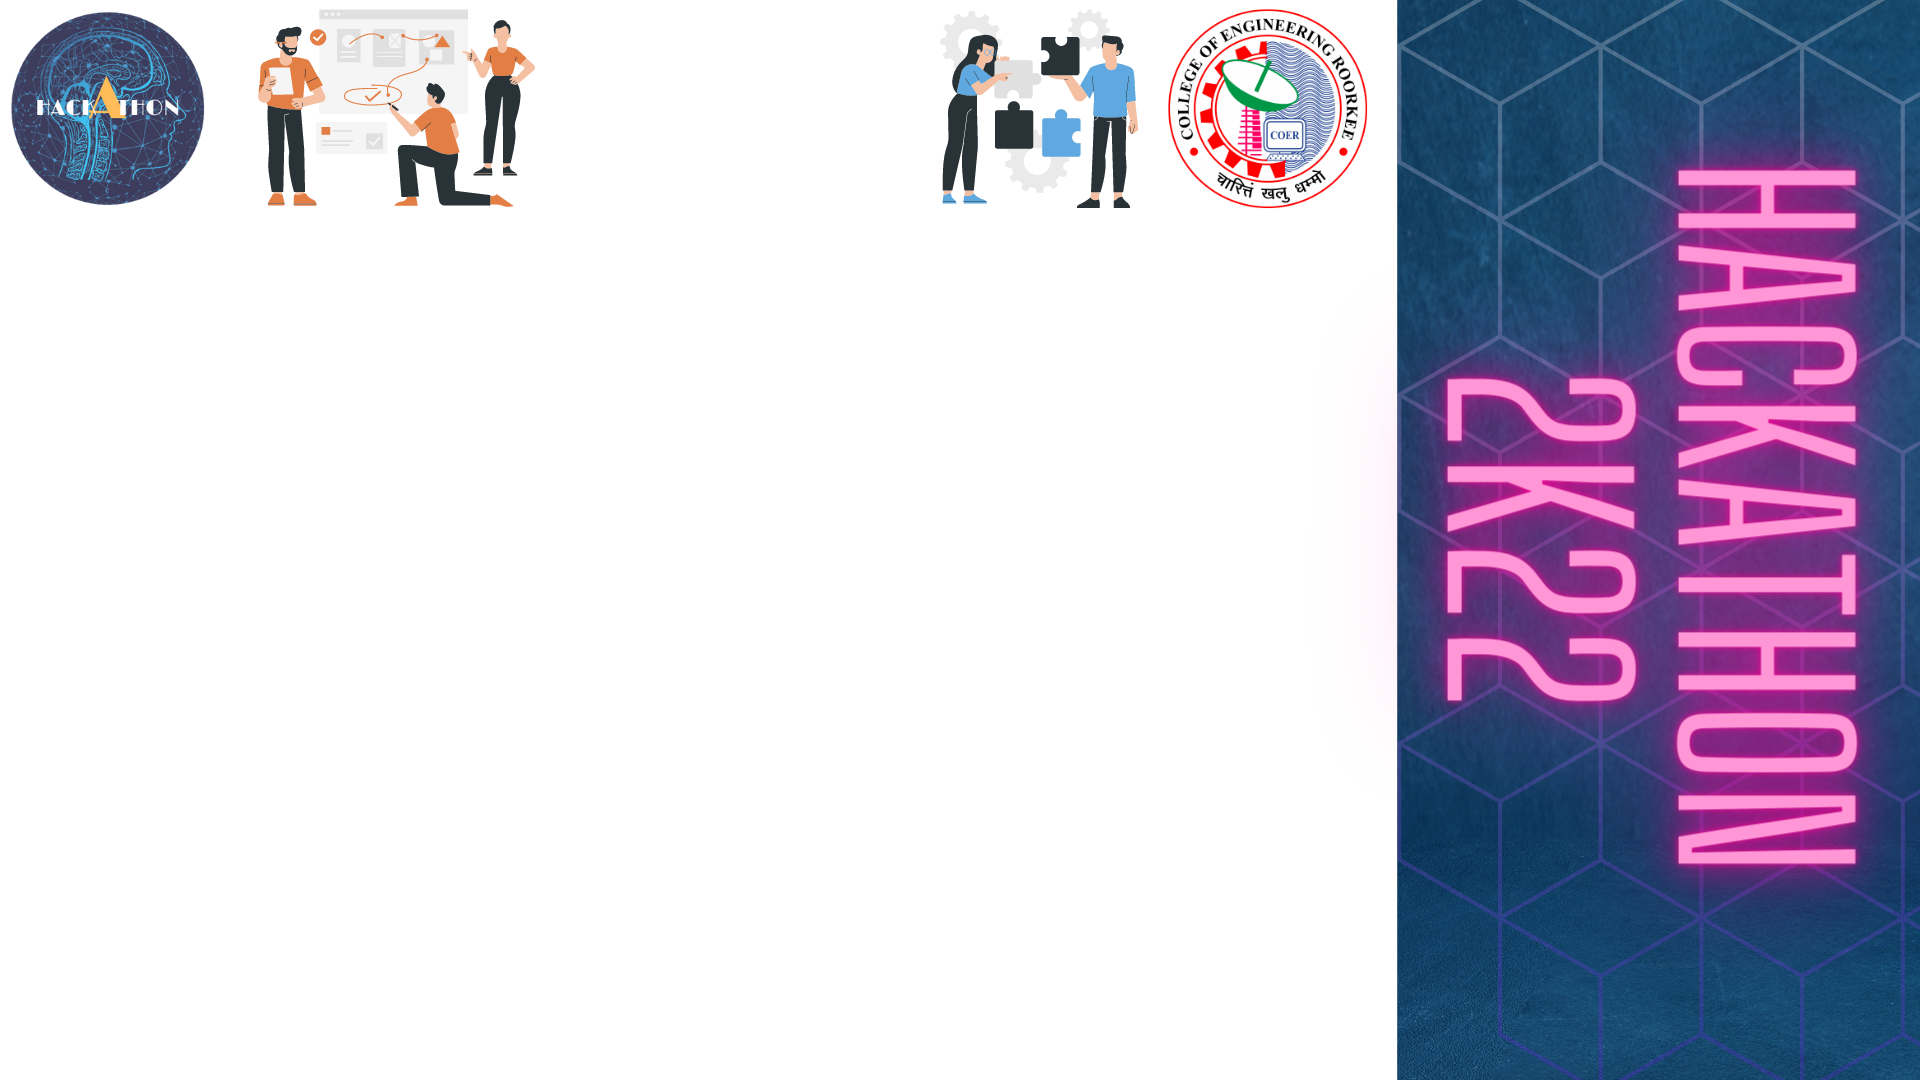 HACKATHON
COLLEGE OF ENGINEERING ROORKEE
COER
चारित्तं खलु धम्मो
HACKATHON
2K22